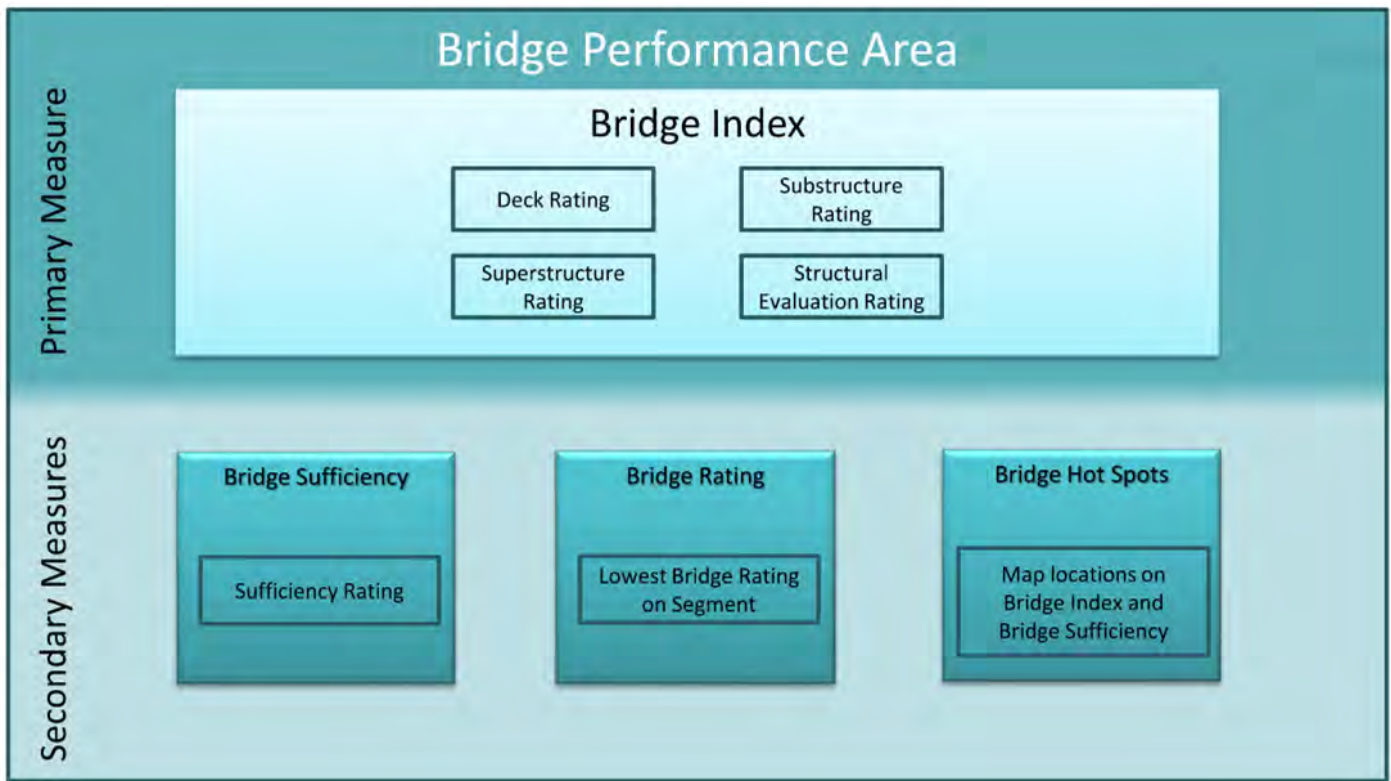 Bridge Performance Area
Primary Measure
Bridge Index
Deck Rating
Substructure
Rating
Superstructure
Rating
Structural
Evaluation Rating
Secondary Measures
Bridge Sufficiency
Sufficiency Rating
Bridge Rating
Lowest Bridge Rating
on Segment
Bridge Hot Spots
Map locations on
Bridge Index and
Bridge Sufficiency